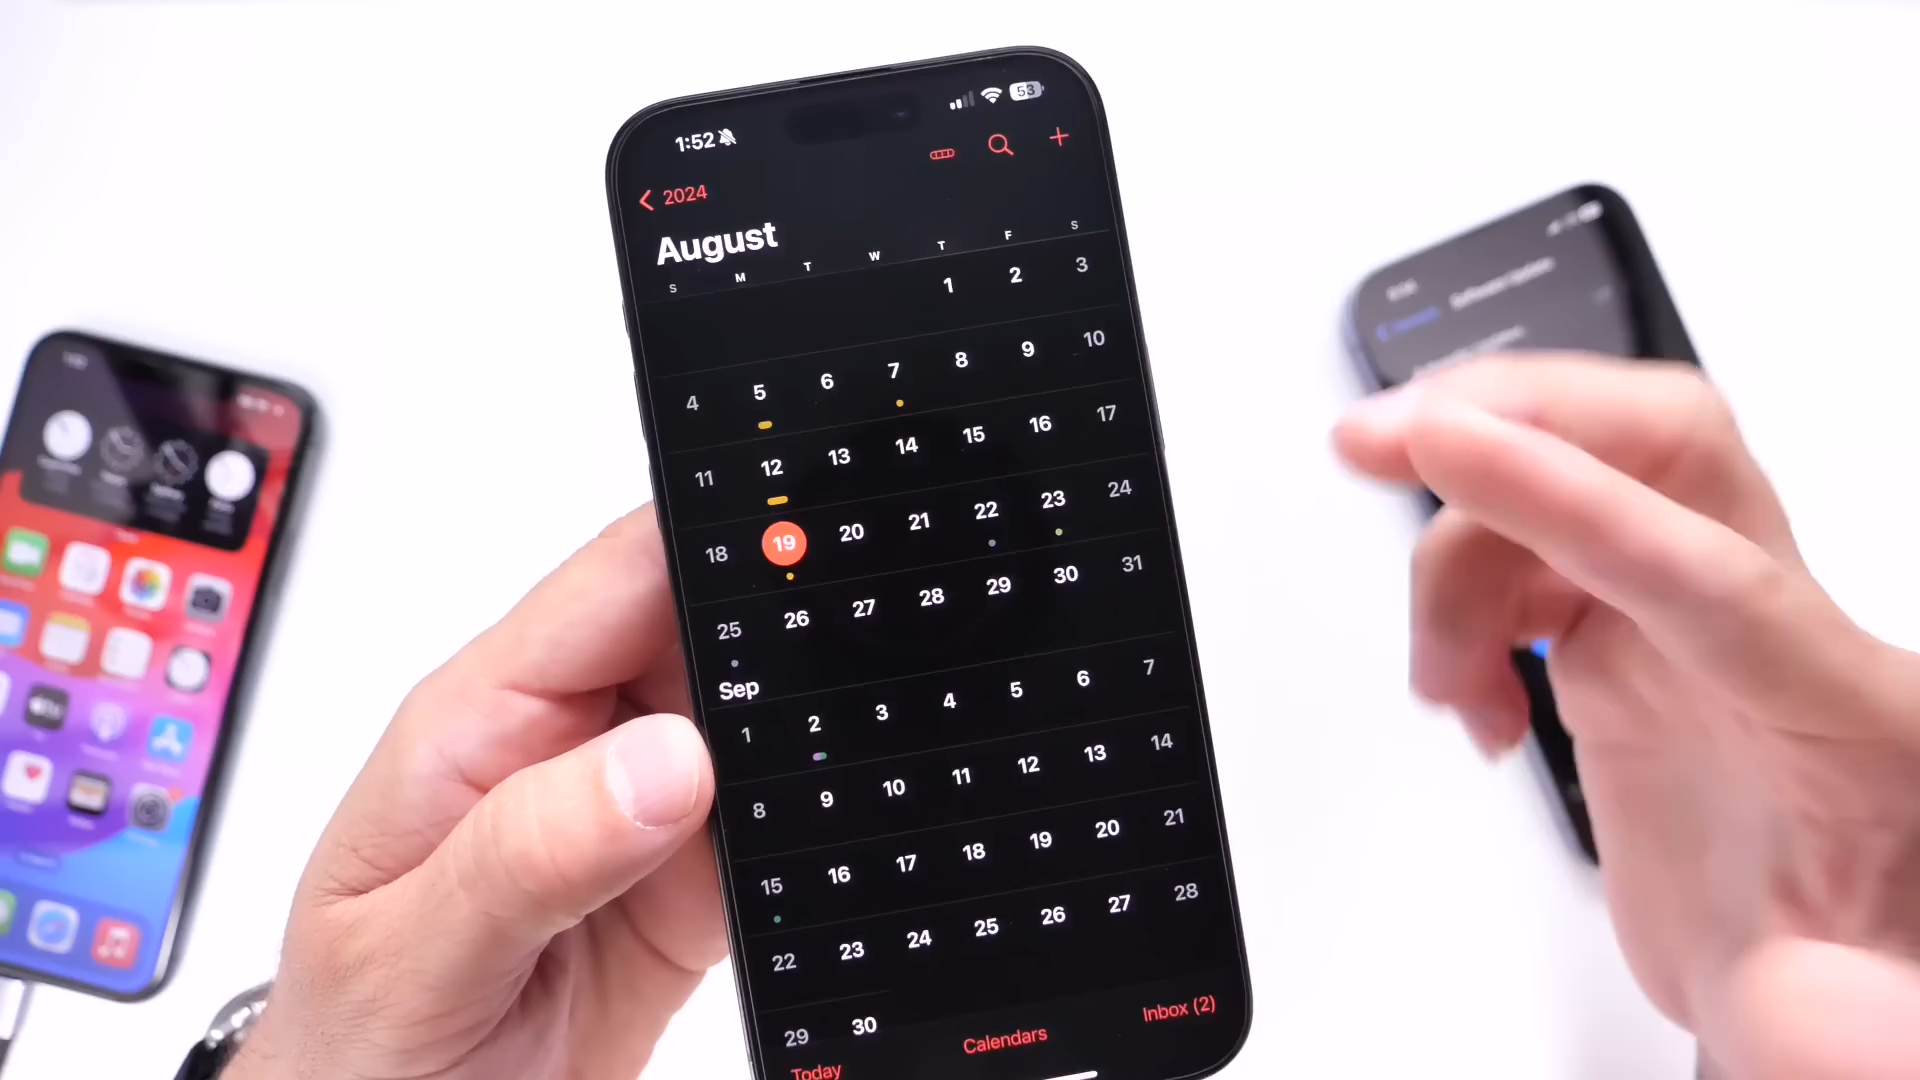 1:52
53
2024
August
S M T W T F S
1 2 3
4 5 6 7 8 9 10
11 12 13 14 15 16 17
18 19 20 21 22 23 24
25 26 27 28 29 30 31
Sep
1 2 3 4 5 6 7
8 9 10 11 12 13 14
15 16 17 18 19 20 21
22 23 24 25 26 27 28
29 30
Today Calendars Inbox (2)
Software Update